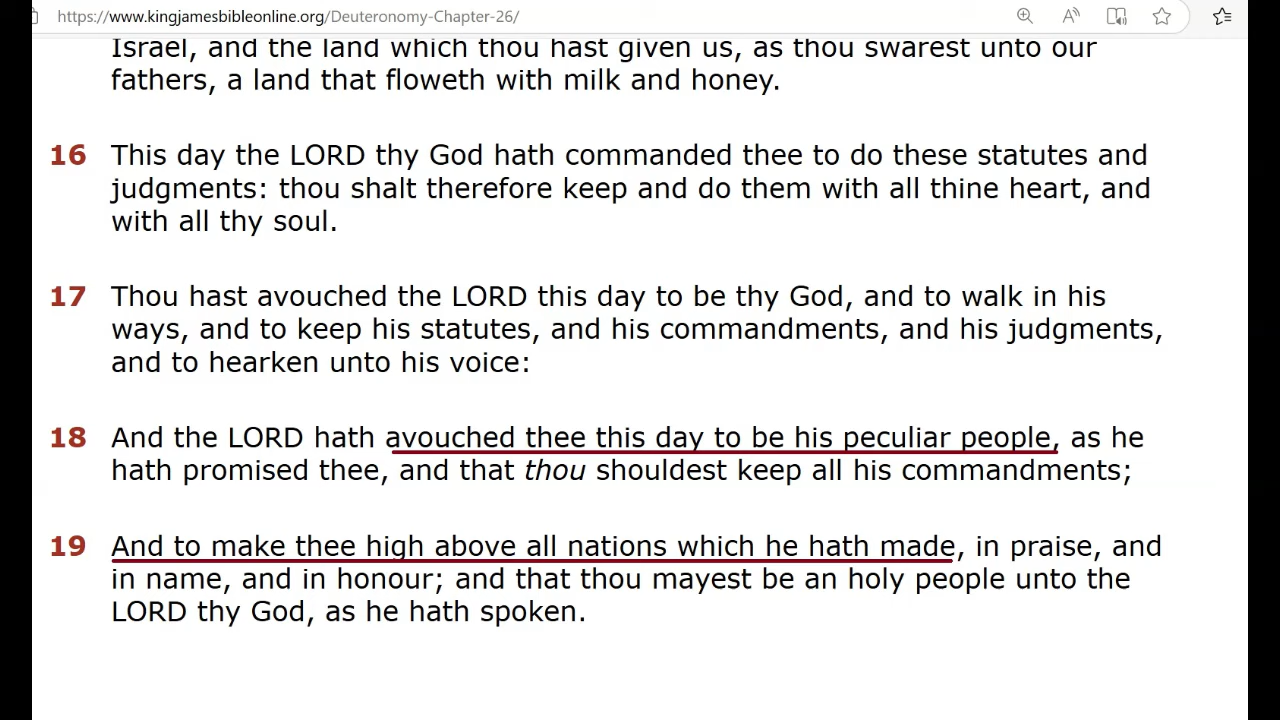 https://www.kingjamesbibleonline.org/Deuteronomy-Chapter-26/
Israel, and the land which thou hast given us, as thou swarest unto our
fathers, a land that floweth with milk and honey.
16 This day the LORD thy God hath commanded thee to do these statutes and
judgments: thou shalt therefore keep and do them with all thine heart, and
with all thy soul.
17 Thou hast avouched the LORD this day to be thy God, and to walk in his
ways, and to keep his statutes, and his commandments, and his judgments,
and to hearken unto his voice:
18 And the LORD hath avouched thee this day to be his peculiar people, as he
hath promised thee, and that thou shouldest keep all his commandments;
19 And to make thee high above all nations which he hath made, in praise, and
in name, and in honour; and that thou mayest be an holy people unto the
LORD thy God, as he hath spoken.